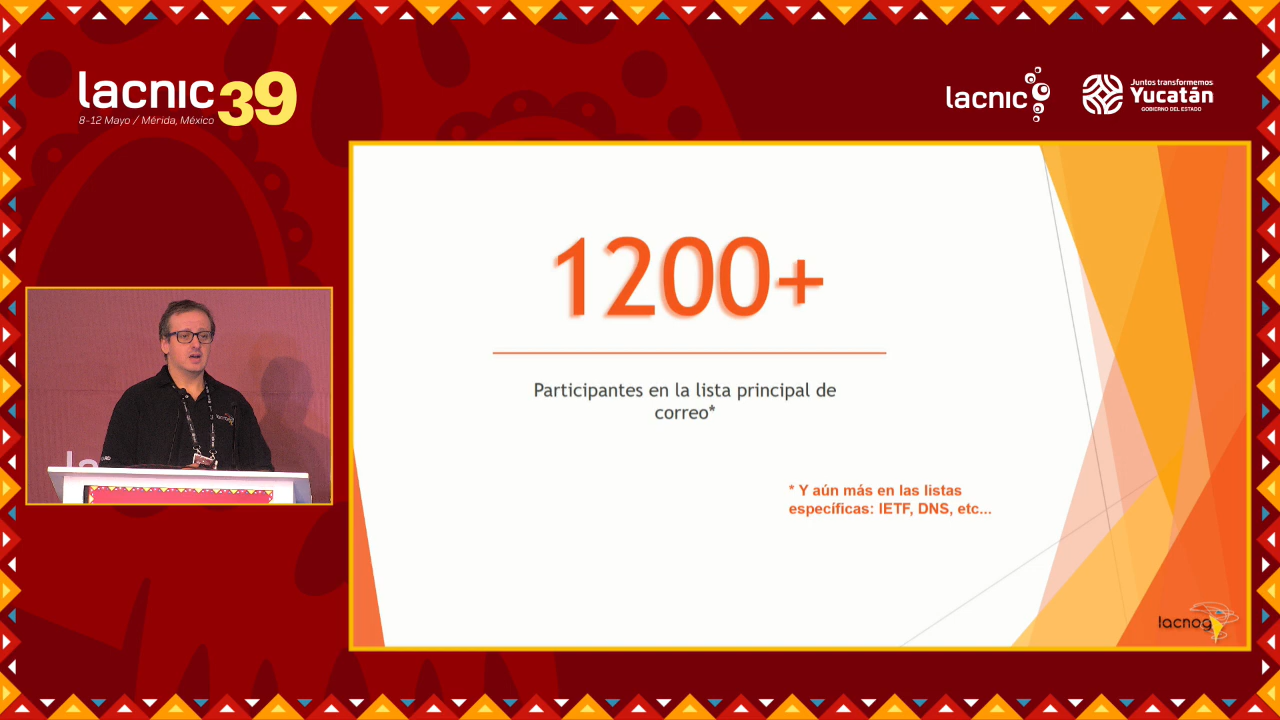 lacnic39
8-12 Mayo / Mérida, México
lacnic
Juntos transformemos
Yucatán
GOBIERNO DEL ESTADO
1200+
Participantes en la lista principal de
correo*
* Y aún más en las listas
específicas: IETF, DNS, etc...
lacnog
la